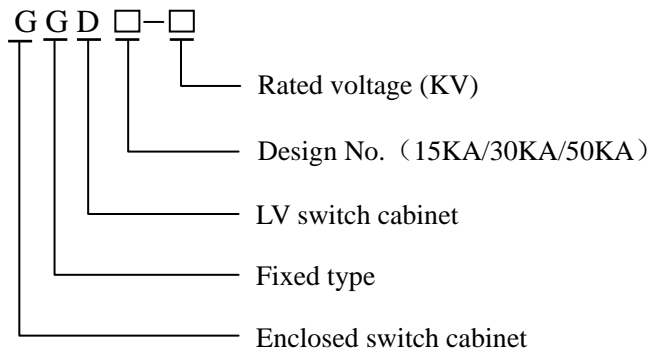 G G D □-□
Rated voltage (KV)
Design No.（15KA/30KA/50KA）
LV switch cabinet
Fixed type
Enclosed switch cabinet